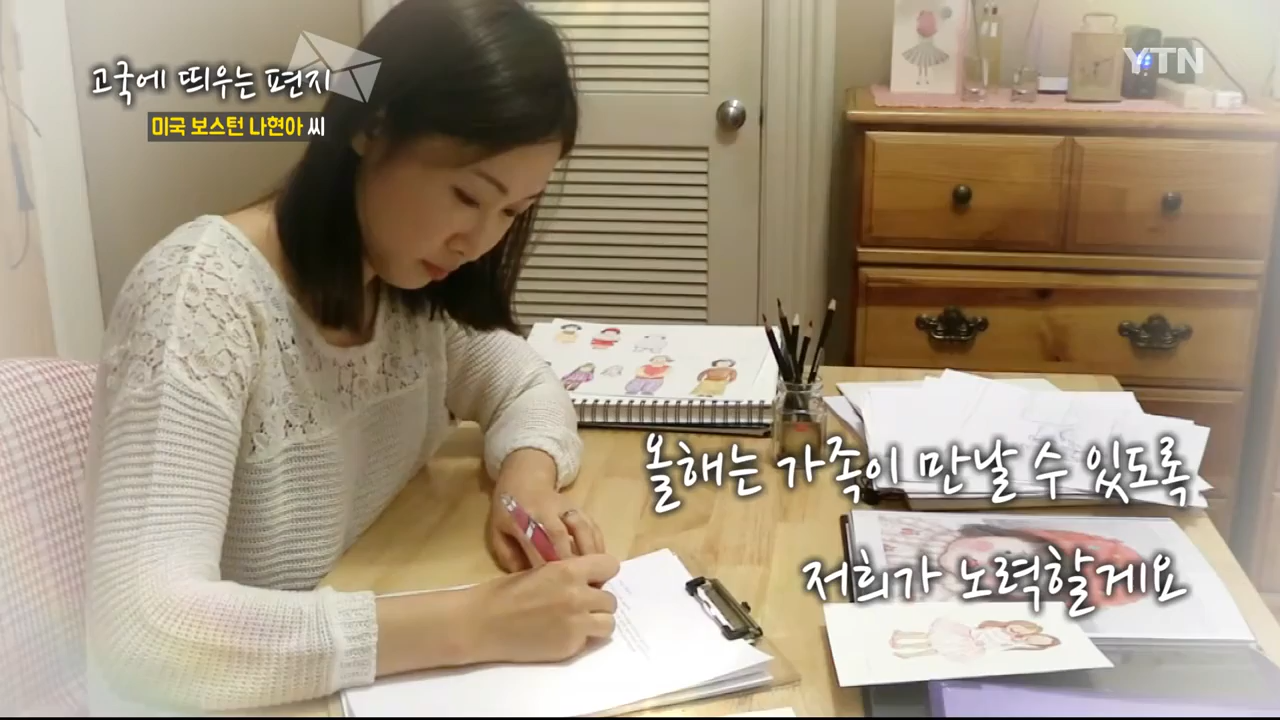 고국에 띄우는 편지
YTN
미국 보스턴 나현아 씨
올해는 가족이 만날 수 있도록
저희가 노력할게요